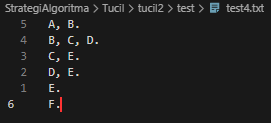 StrategiAlgoritma > Tucil > tucil2 > test > test4.txt
5 A, B.
4 B, C, D.
3 C, E.
2 D, E.
1 E.
6 F.